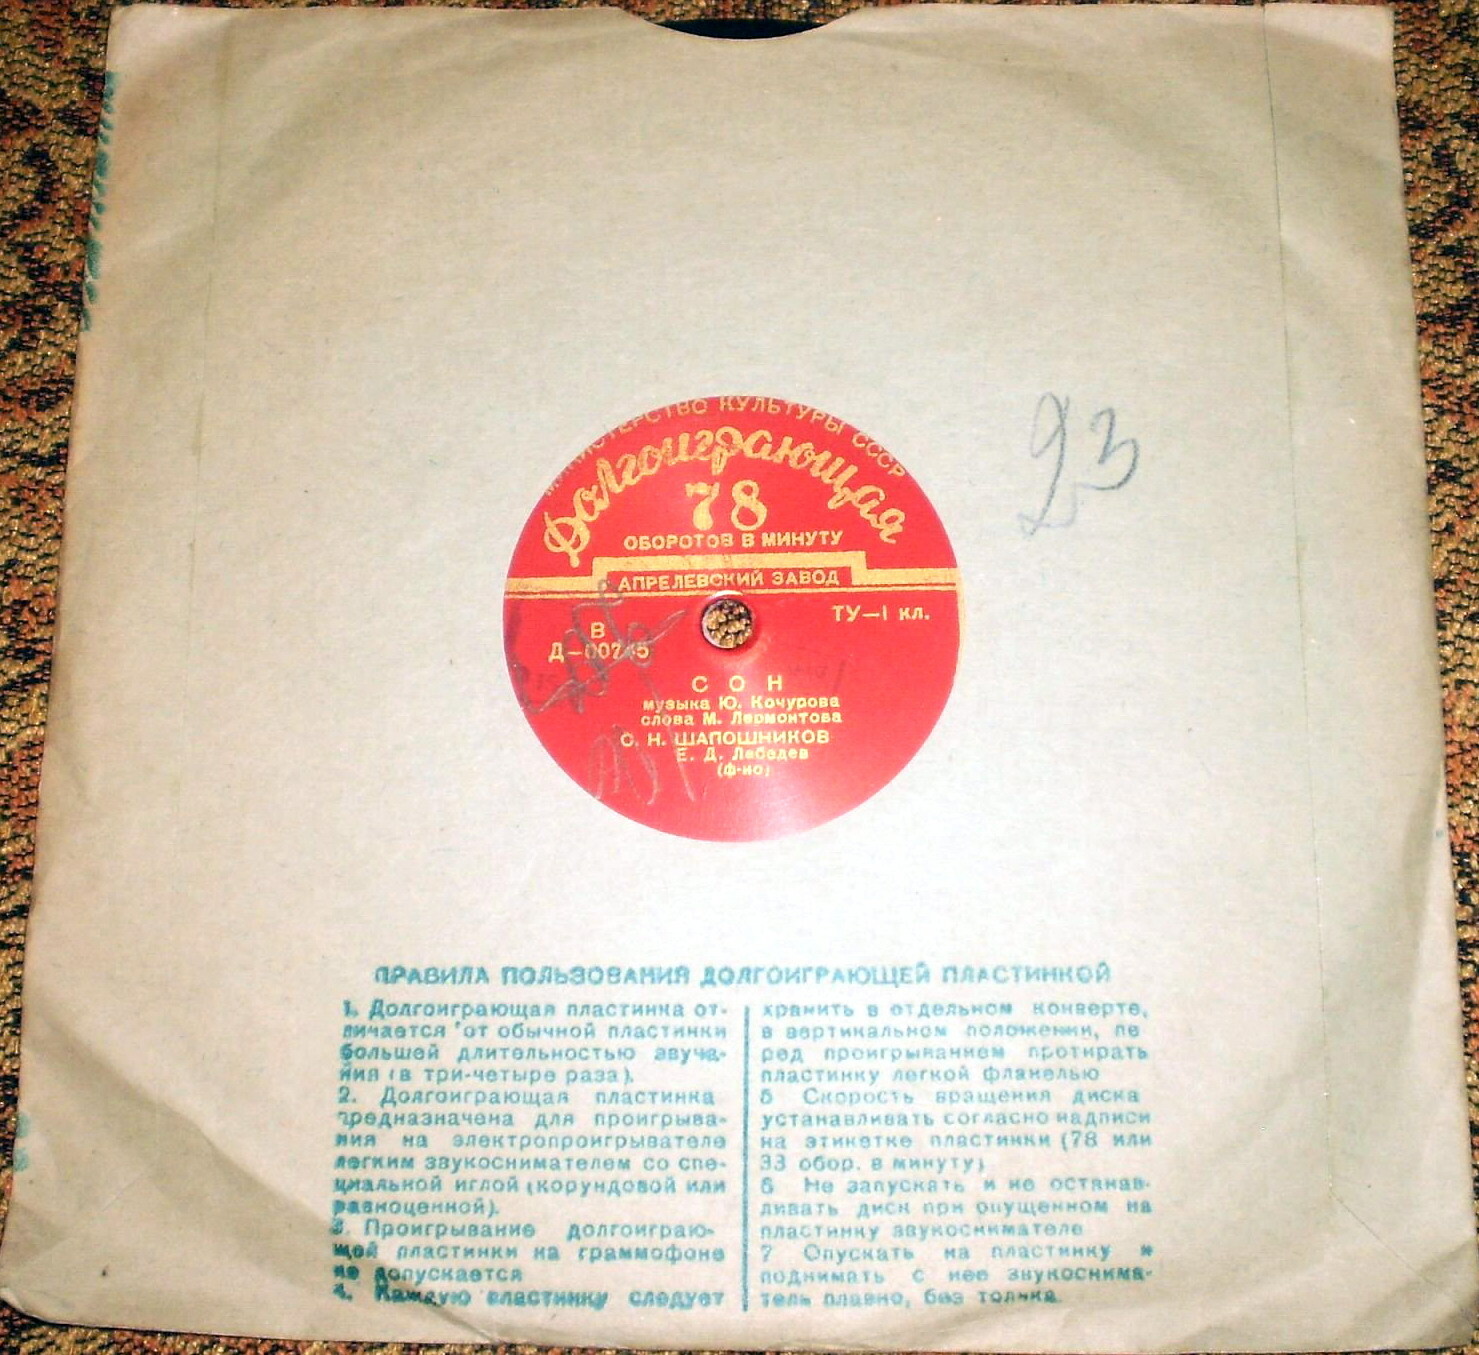 МИНИСТЕРСТВО КУЛЬТУРЫ СССР
Долгоиграющая
78
ОБОРОТОВ В МИНУТУ
АПРЕЛЕВСКИЙ ЗАВОД
ТУ—I кл.
В
Д—00245
СОН
музыка Ю. Кочурова
слова М. Лермонтова
С. Н. ШАПОШНИКОВ
Е. Д. Лебедев
(ф-но)
93
ПРАВИЛА ПОЛЬЗОВАНИЯ ДОЛГОИГРАЮЩЕЙ ПЛАСТИНКОЙ
1. Долгоиграющая пластинка от-
личается от обычной пластинки
большей длительностью звуча-
ния (в три-четыре раза).
2. Долгоиграющая пластинка
предназначена для проигрыва-
ния на электропроигрывателе
легким звукоснимателем со спе-
циальной иглой (корундовой или
равноценной).
3. Проигрывание долгоиграю-
щей пластинки на граммофоне
не допускается
4. Каждую пластинку следует
хранить в отдельном конверте,
в вертикальном положении, пе
ред проигрыванием протирать
пластинку легкой фланелью
5 Скорость вращения диска
устанавливать согласно надписи
на этикетке пластинки (78 или
33 обор. в минуту)
6 Не запускать и не останав-
ливать диск при опущенном на
пластинку звукоснимателе
7 Опускать на пластинку и
поднимать с нее звукоснима-
тель плавно, без толчка.